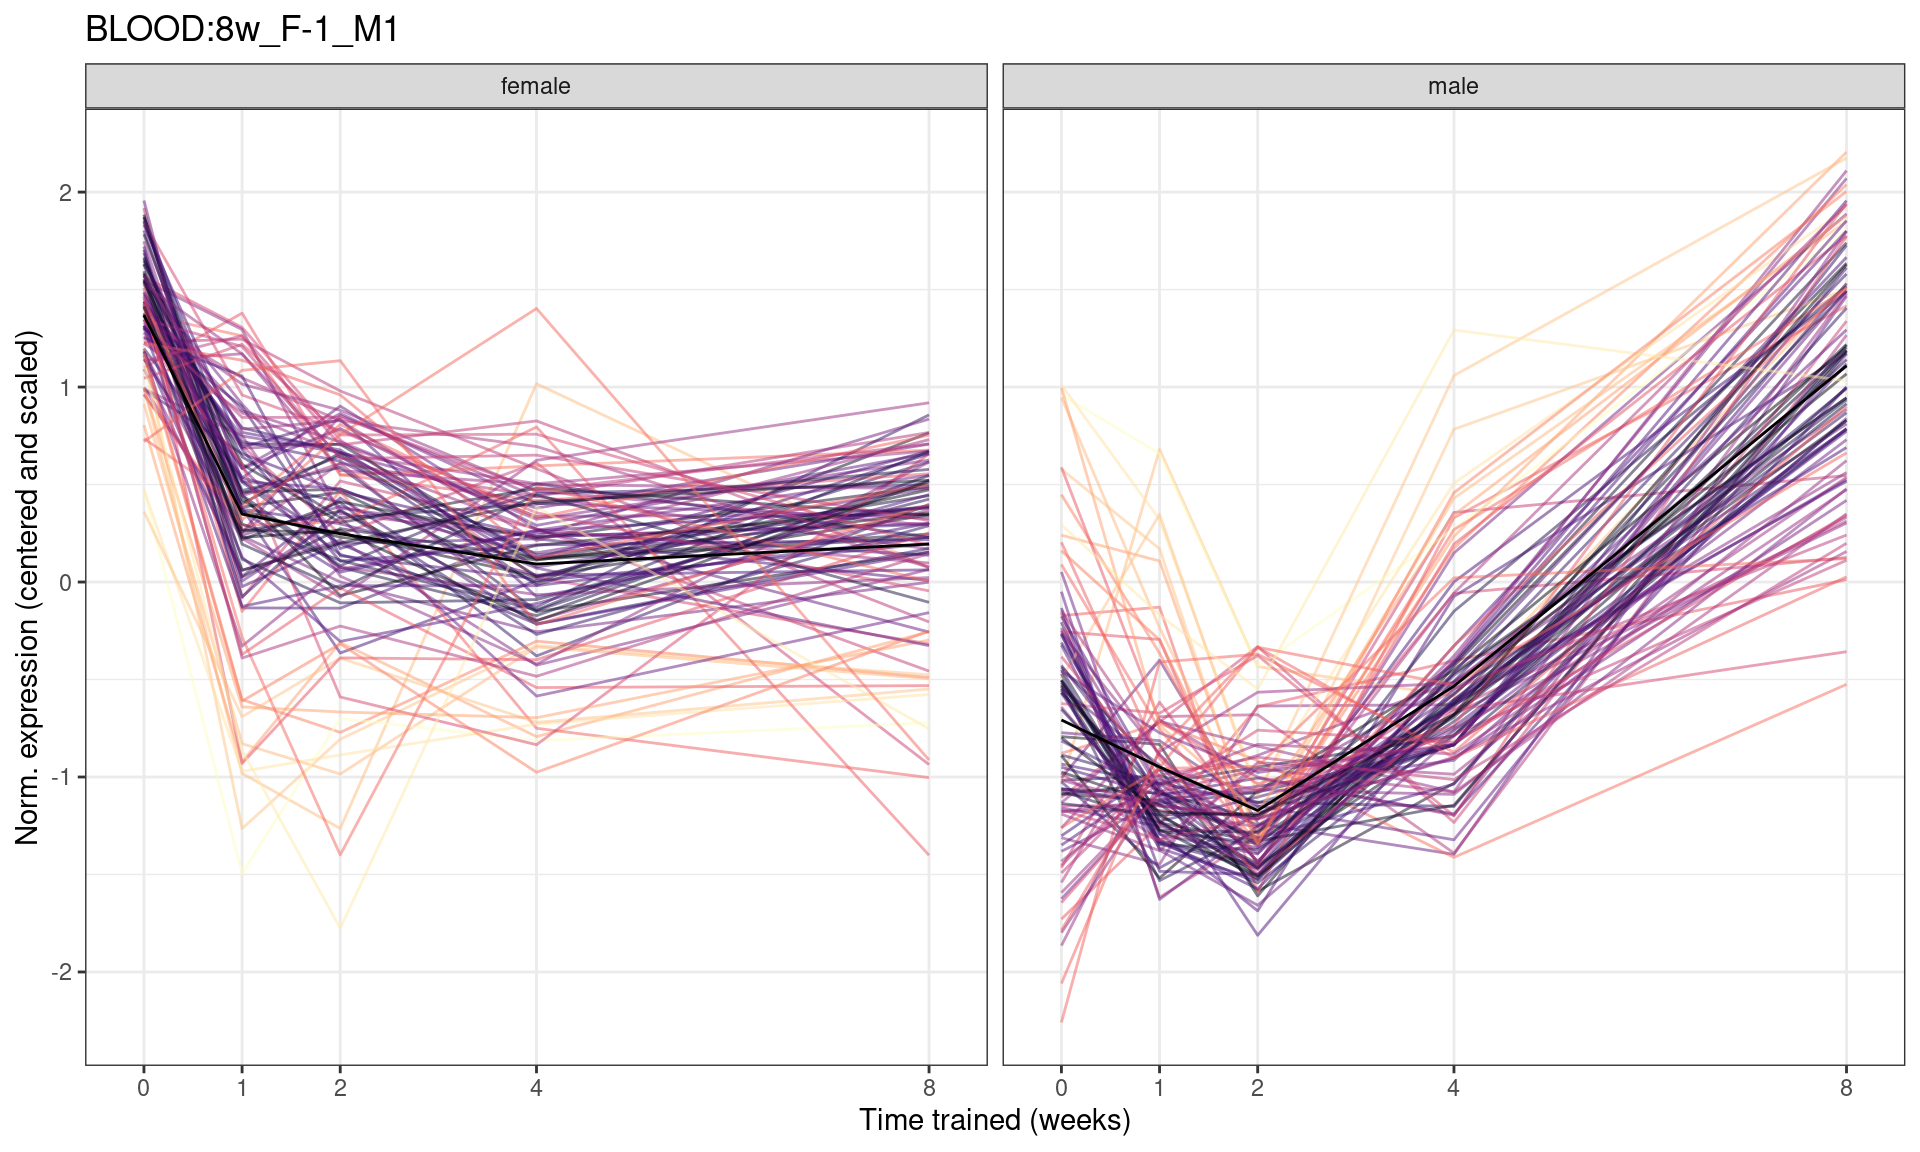 BLOOD:8w_F-1_M1
female
male
Norm. expression (centered and scaled)
2
1
0
-1
-2
0 1 2 4 8
0 1 2 4 8
Time trained (weeks)